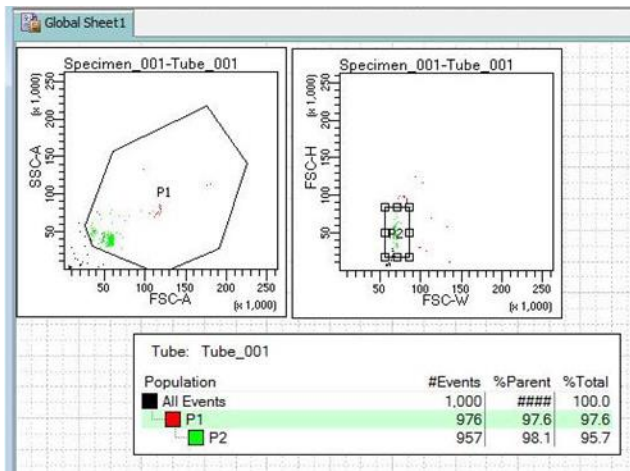 Global Sheet1
Specimen_001-Tube_001
(x 1,000)
SSC-A
250
200
150
100
50
P1
50 100 150 200 250
FSC-A
(x 1,000)
Specimen_001-Tube_001
(x 1,000)
FSC-H
250
200
150
100
50
P2
50 100 150 200 250
FSC-W
(x 1,000)
Tube: Tube_001
Population #Events %Parent %Total
All Events 1,000 #### 100.0
P1 976 97.6 97.6
P2 957 98.1 95.7